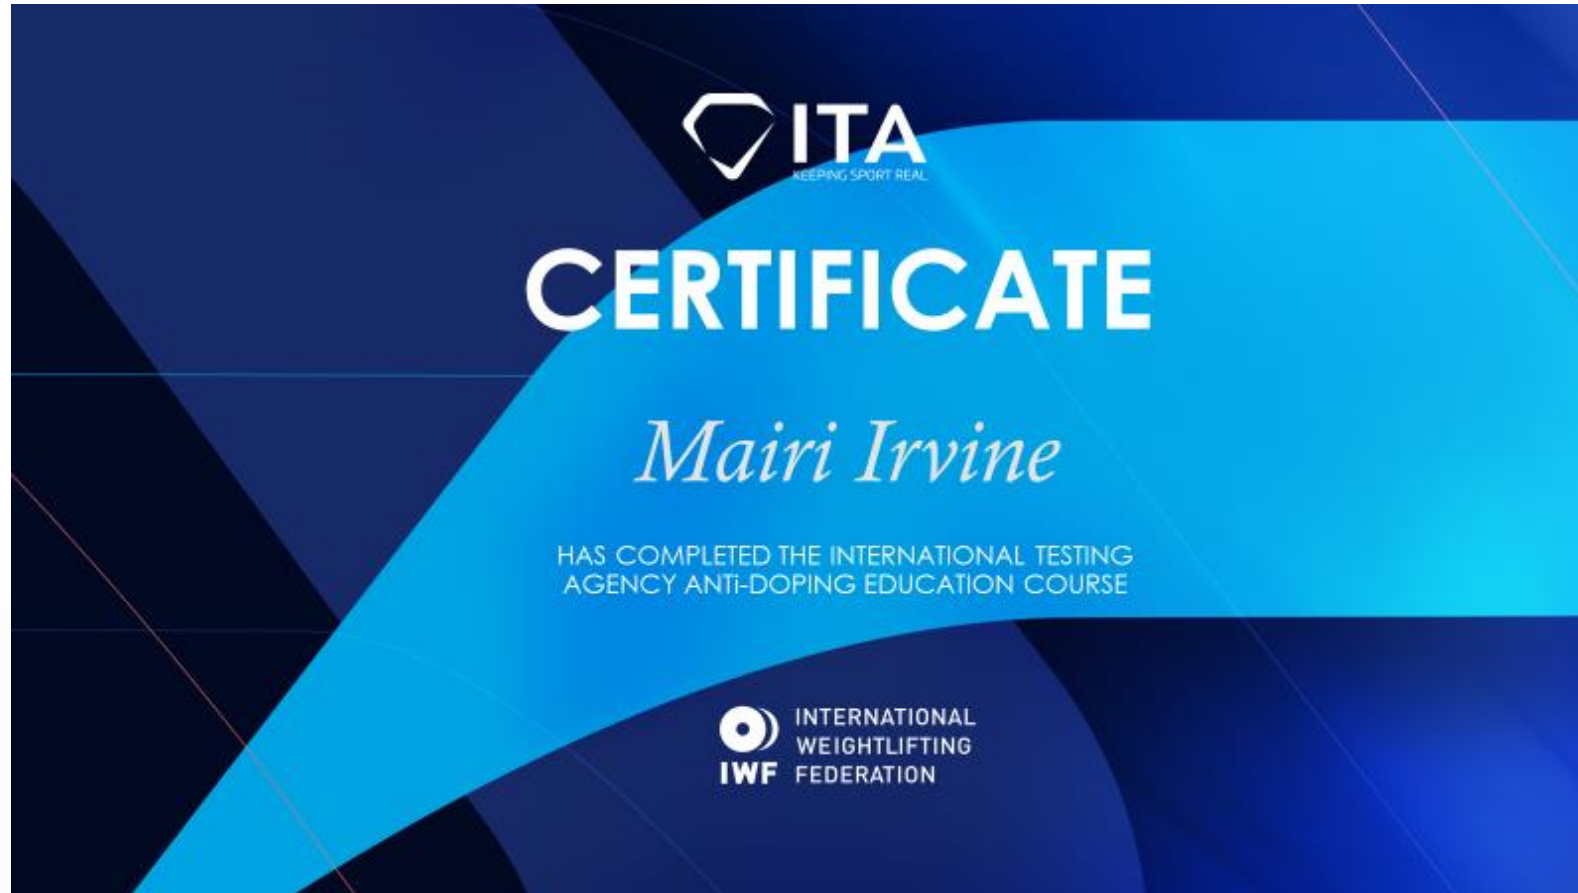 ITA
KEEPING SPORT REAL
CERTIFICATE
Mairi Irvine
HAS COMPLETED THE INTERNATIONAL TESTING
AGENCY ANTi-DOPING EDUCATION COURSE
INTERNATIONAL
WEIGHTLIFTING
IWF FEDERATION